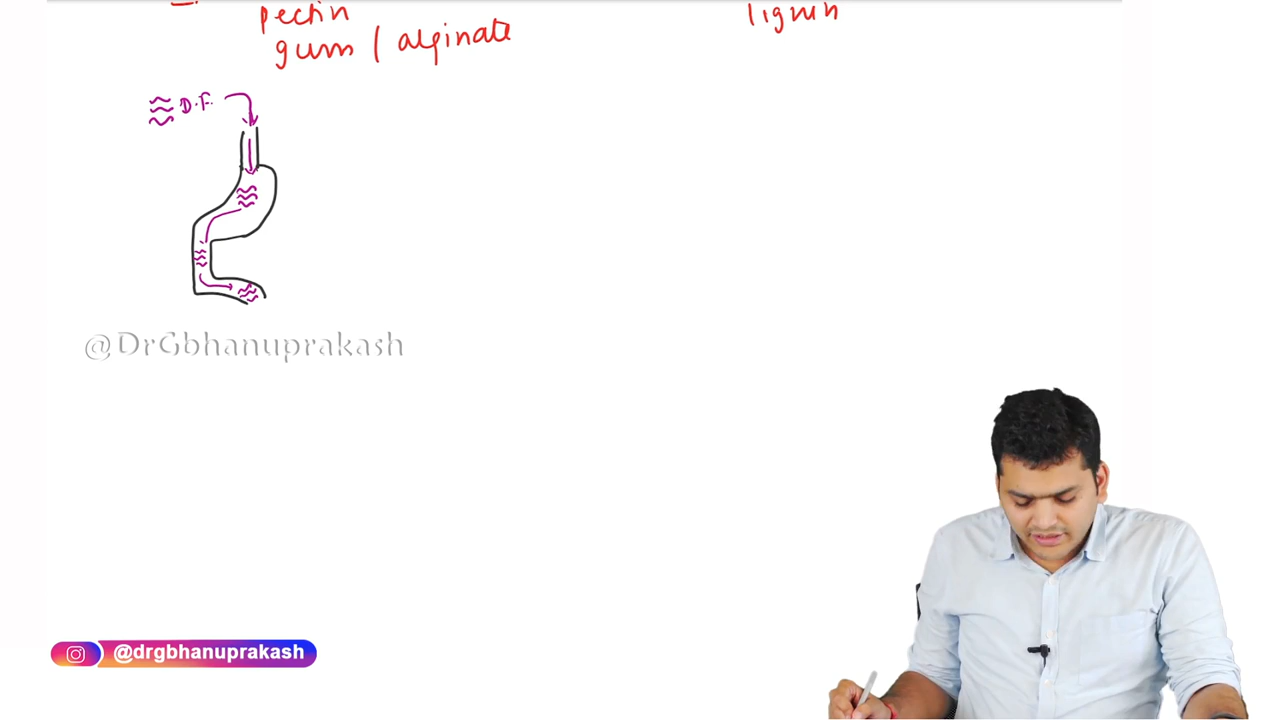 pectin
gum / alginate
lignin
D.F.
@DrGbhanuprakash
@drgbhanuprakash